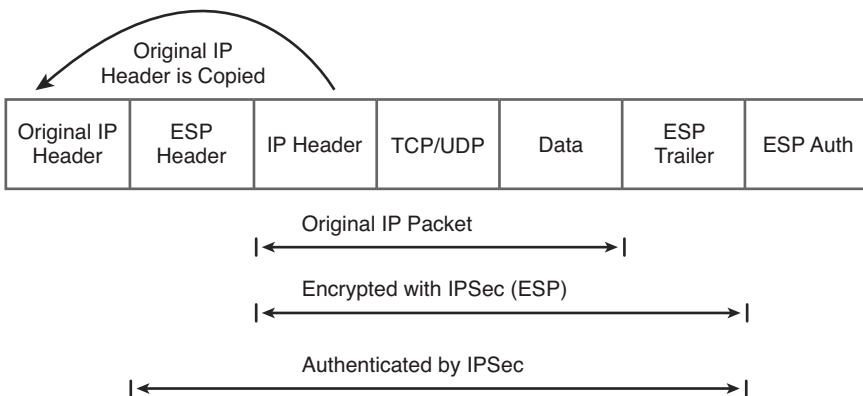 Original IP
Header is Copied
Original IP
Header
ESP
Header
IP Header
TCP/UDP
Data
ESP
Trailer
ESP Auth
Original IP Packet
Encrypted with IPSec (ESP)
Authenticated by IPSec